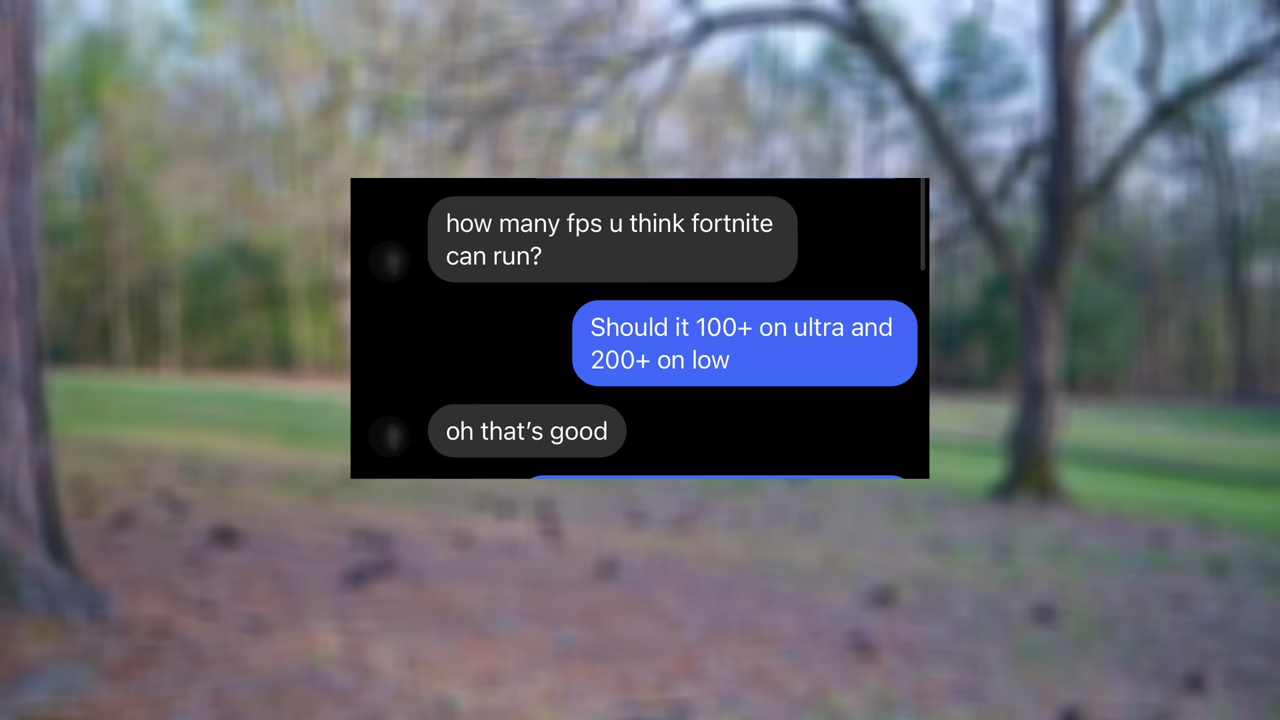 how many fps u think fortnite
can run?
Should it 100+ on ultra and
200+ on low
oh that’s good